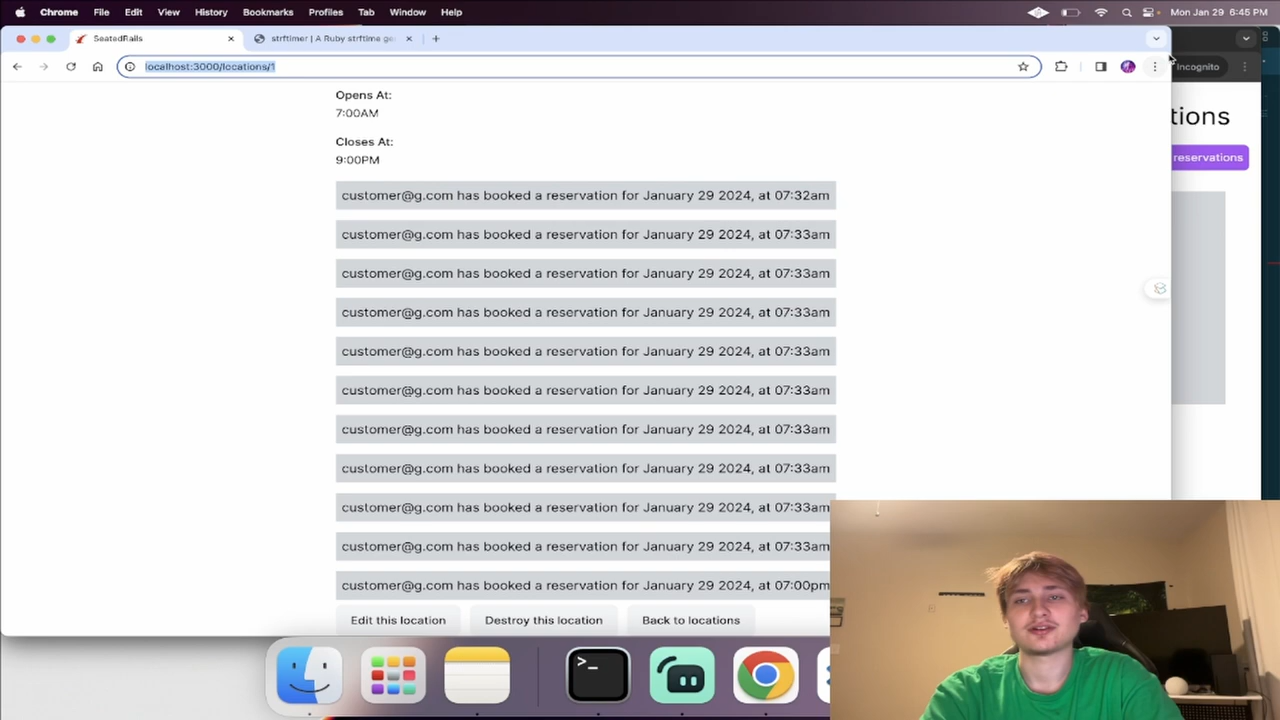 Chrome File Edit View History Bookmarks Profiles Tab Window Help Mon Jan 29 6:45 PM
SeatedRails
strftimer | A Ruby strftime ge
localhost:3000/locations/1
Incognito
Opens At:
7:00AM
tions
Closes At:
reservations
9:00PM
customer@g.com has booked a reservation for January 29 2024, at 07:32am
customer@g.com has booked a reservation for January 29 2024, at 07:33am
customer@g.com has booked a reservation for January 29 2024, at 07:33am
customer@g.com has booked a reservation for January 29 2024, at 07:33am
customer@g.com has booked a reservation for January 29 2024, at 07:33am
customer@g.com has booked a reservation for January 29 2024, at 07:33am
customer@g.com has booked a reservation for January 29 2024, at 07:33am
customer@g.com has booked a reservation for January 29 2024, at 07:33am
customer@g.com has booked a reservation for January 29 2024, at 07:33am
customer@g.com has booked a reservation for January 29 2024, at 07:33am
customer@g.com has booked a reservation for January 29 2024, at 07:00pm
Edit this location Destroy this location Back to locations